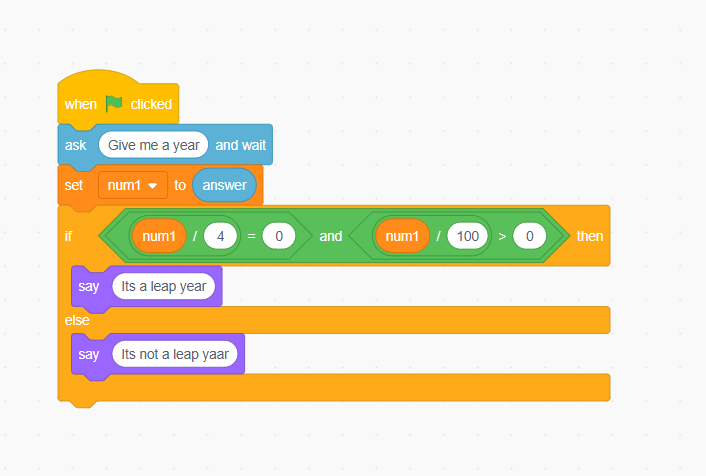 when clicked
ask Give me a year and wait
set num1 to answer
if num1 / 4 = 0 and num1 / 100 > 0 then
say Its a leap year
else
say Its not a leap yaar